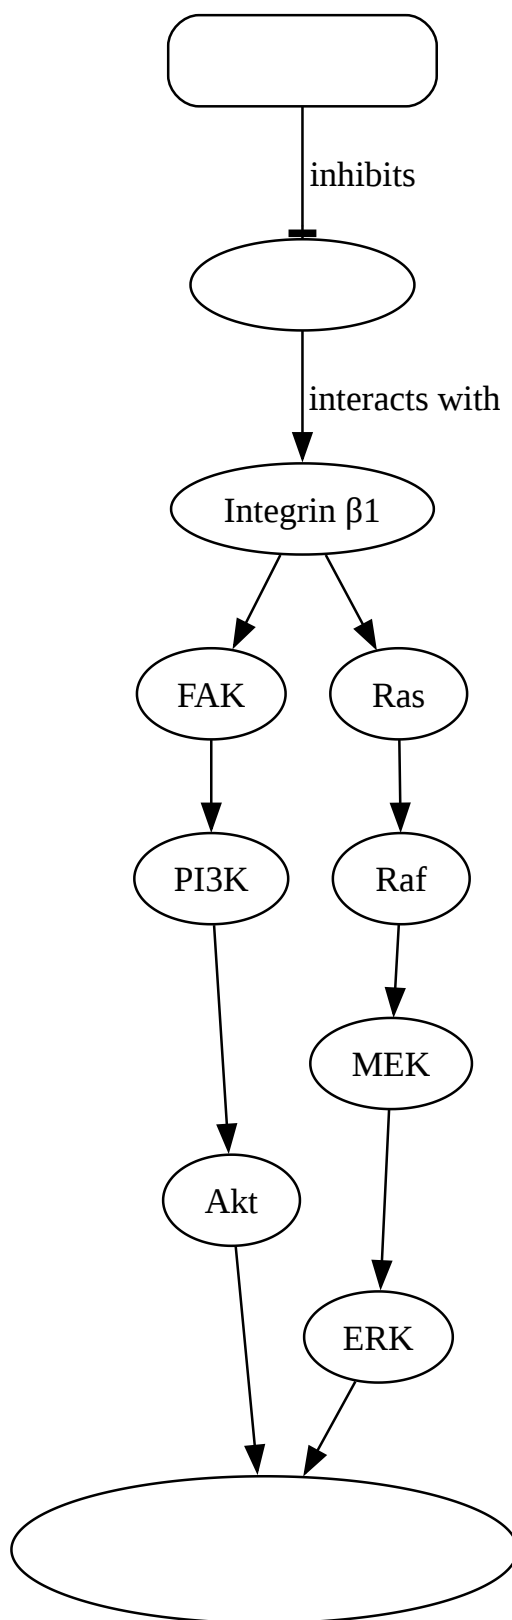 inhibits
interacts with
Integrin β1
FAK
Ras
PI3K
Raf
MEK
Akt
ERK